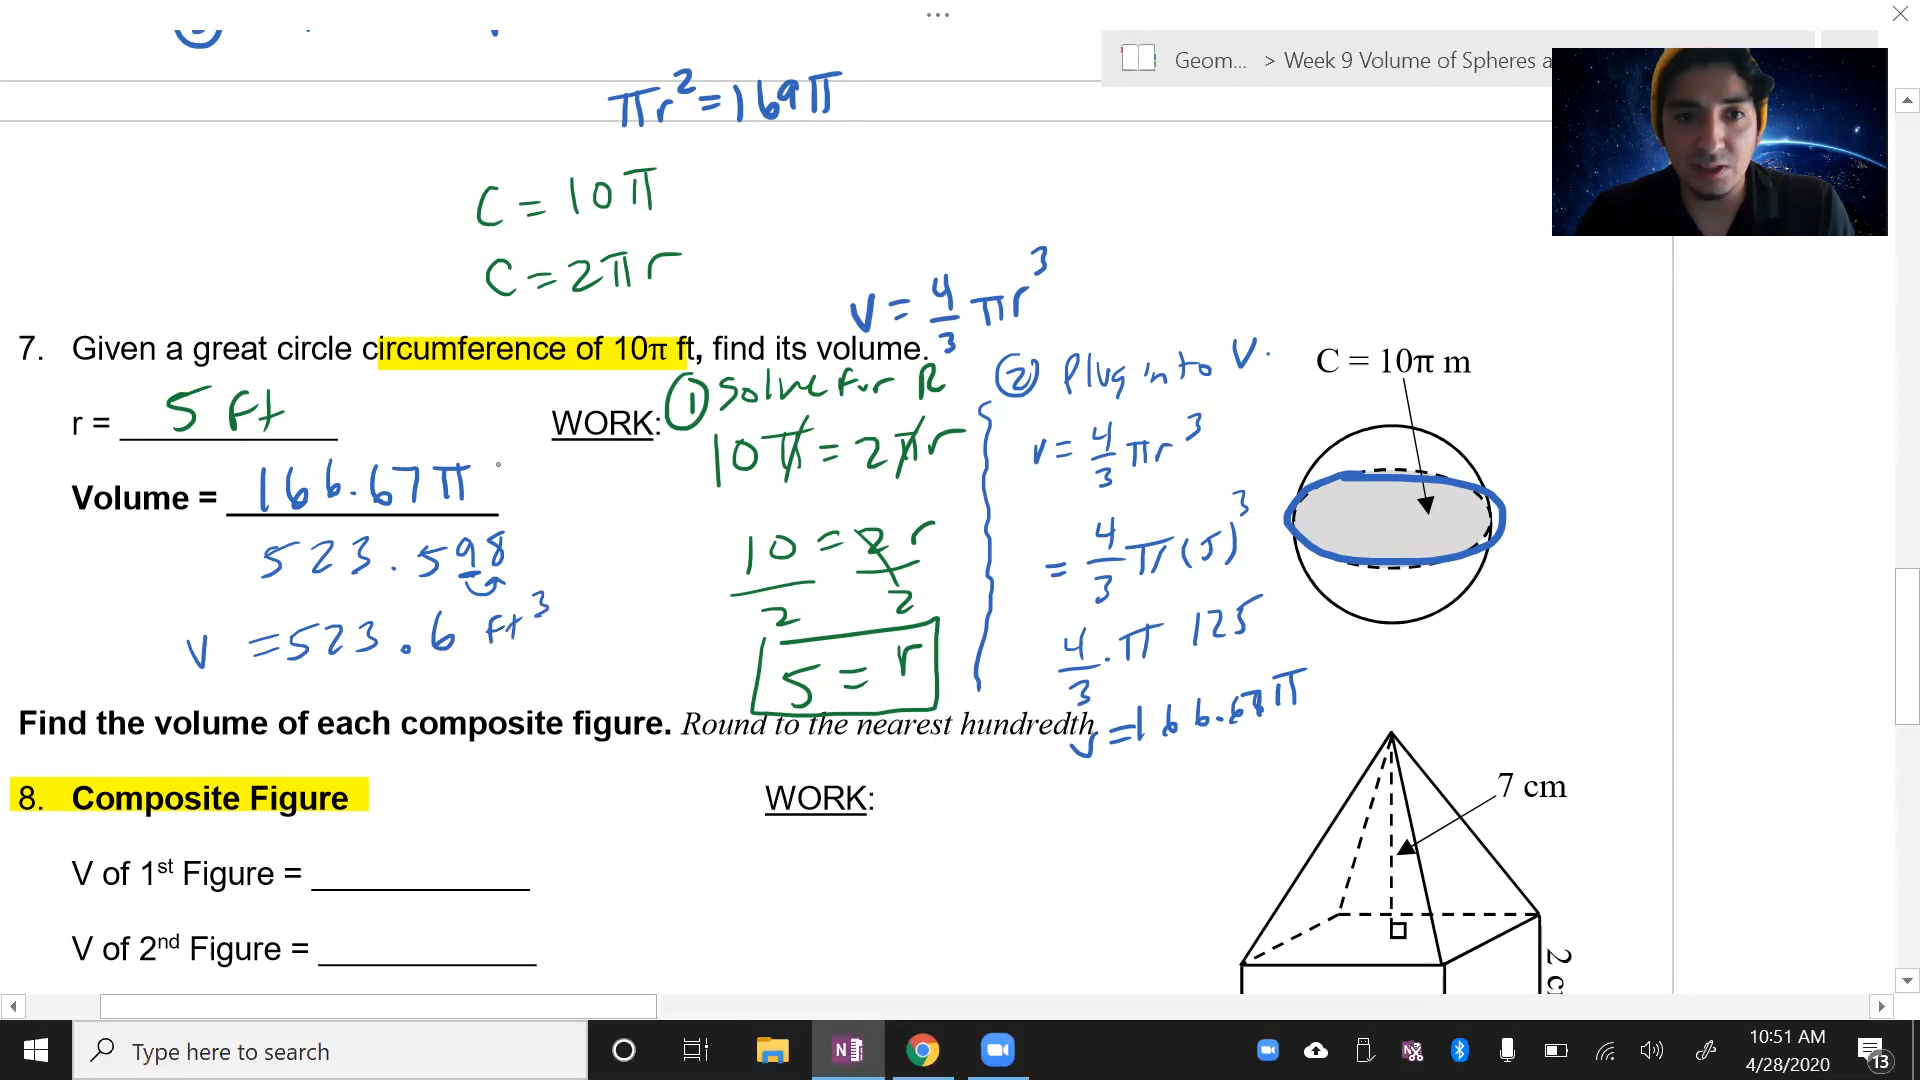 ...
Geom... > Week 9 Volume of Spheres a
πr²=169π
C = 10π
C = 2πr
V = 4/3 πr³
7. Given a great circle circumference of 10π ft, find its volume.
C = 10π m
r = 5 ft
WORK:
① Solve for R
10π = 2πr
10 = 2r
2 2
5 = r
② Plug into V.
V = 4/3 πr³
= 4/3 π(5)³
4/3 · π 125
V = 166.67π
Volume = 166.67π
523.598
V = 523.6 ft³
Find the volume of each composite figure. Round to the nearest hundredth.
8. Composite Figure
WORK:
7 cm
V of 1st Figure = ____________
V of 2nd Figure = ____________
2 c
Type here to search
N
10:51 AM
4/28/2020
13